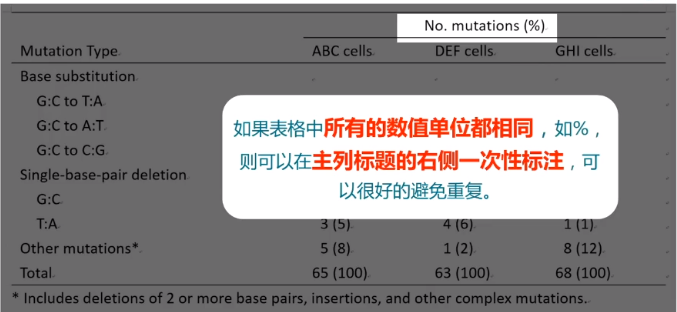 No. mutations (%)
Mutation Type ABC cells DEF cells GHI cells
Base substitution
G:C to T:A
G:C to A:T
G:C to C:G
Single-base-pair deletion
G:C
如果表格中所有的数值单位都相同，如%，
则可以在主列标题的右侧一次性标注，可
以很好的避免重复。
T:A 3 (5) 4 (6) 1 (1)
Other mutations* 5 (8) 1 (2) 8 (12)
Total 65 (100) 63 (100) 68 (100)
* Includes deletions of 2 or more base pairs, insertions, and other complex mutations.